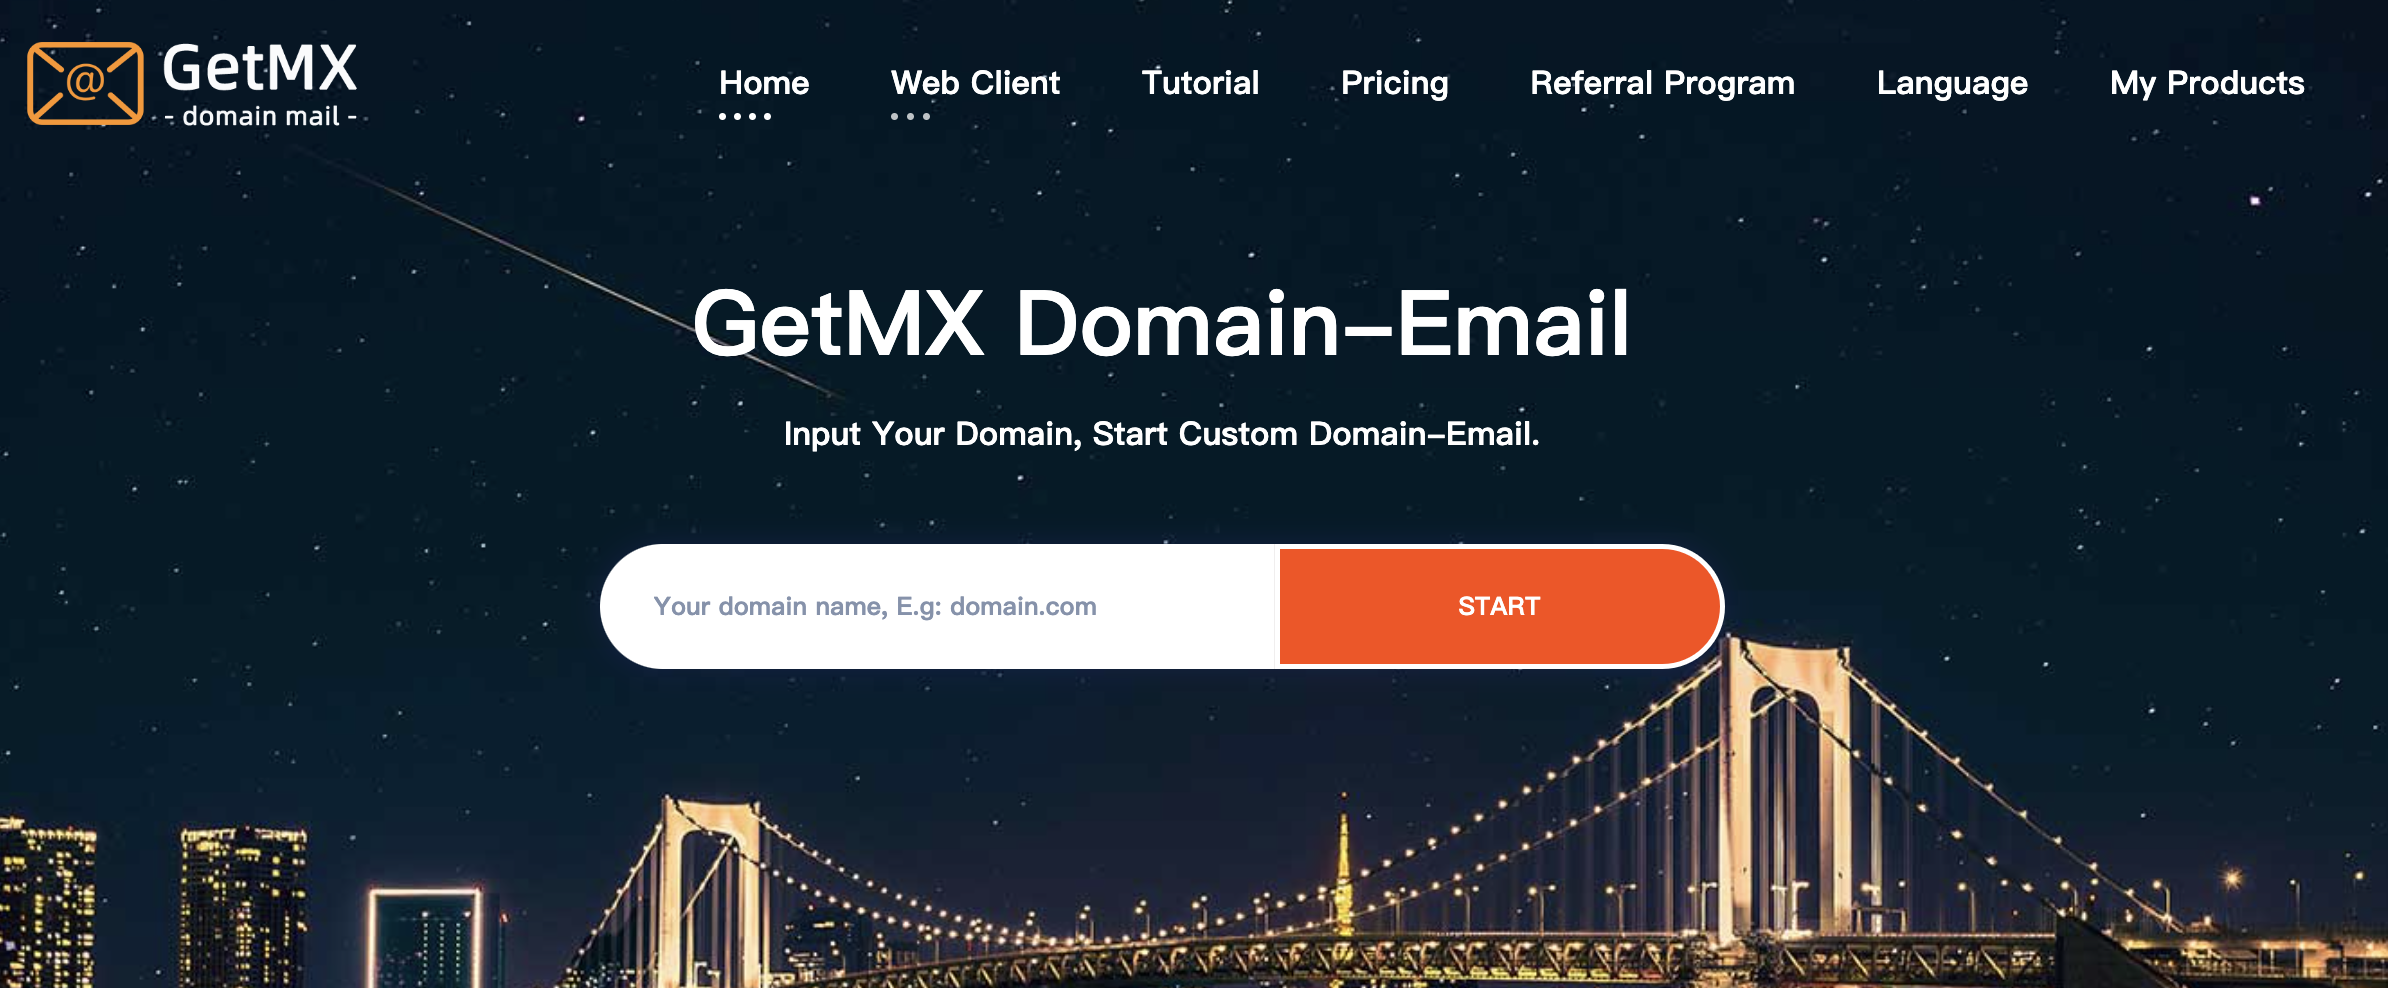 GetMX
- domain mail -
Home Web Client Tutorial Pricing Referral Program Language My Products
GetMX Domain-Email
Input Your Domain, Start Custom Domain-Email.
Your domain name, E.g: domain.com START